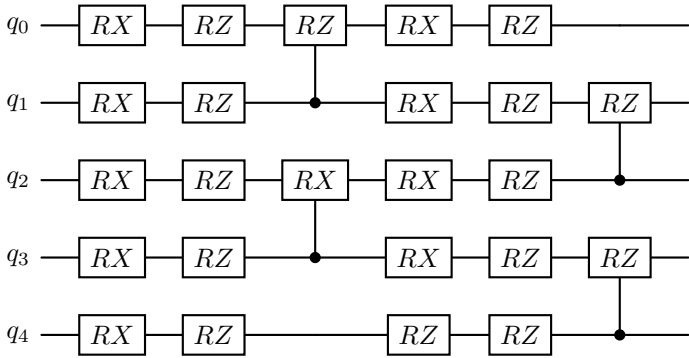 q0 RX RZ RZ RX RZ
q1 RX RZ RX RZ RZ
q2 RX RZ RX RX RZ
q3 RX RZ RX RZ RZ
q4 RX RZ RZ RZ